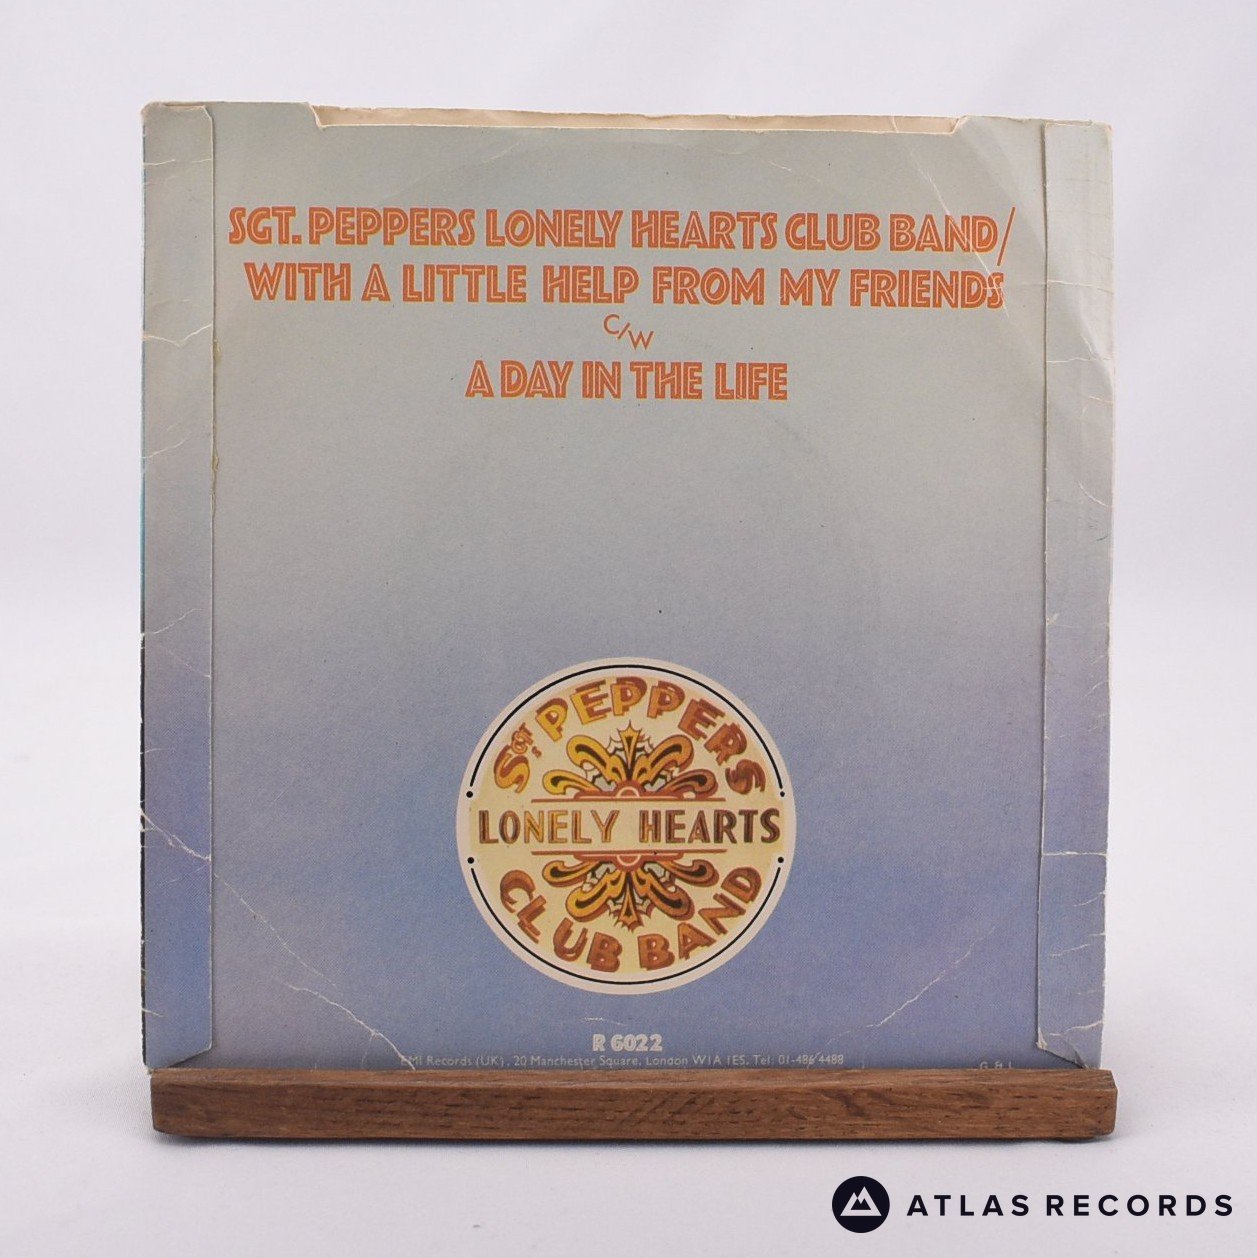 SGT. PEPPERS LONELY HEARTS CLUB BAND/
WITH A LITTLE HELP FROM MY FRIENDS
C/W
A DAY IN THE LIFE
SGT. PEPPERS
LONELY HEARTS
CLUB BAND
R 6022
EMI Records (UK), 20 Manchester Square, London W1A 1ES. Tel: 01-486 4488
G & L
ATLAS RECORDS